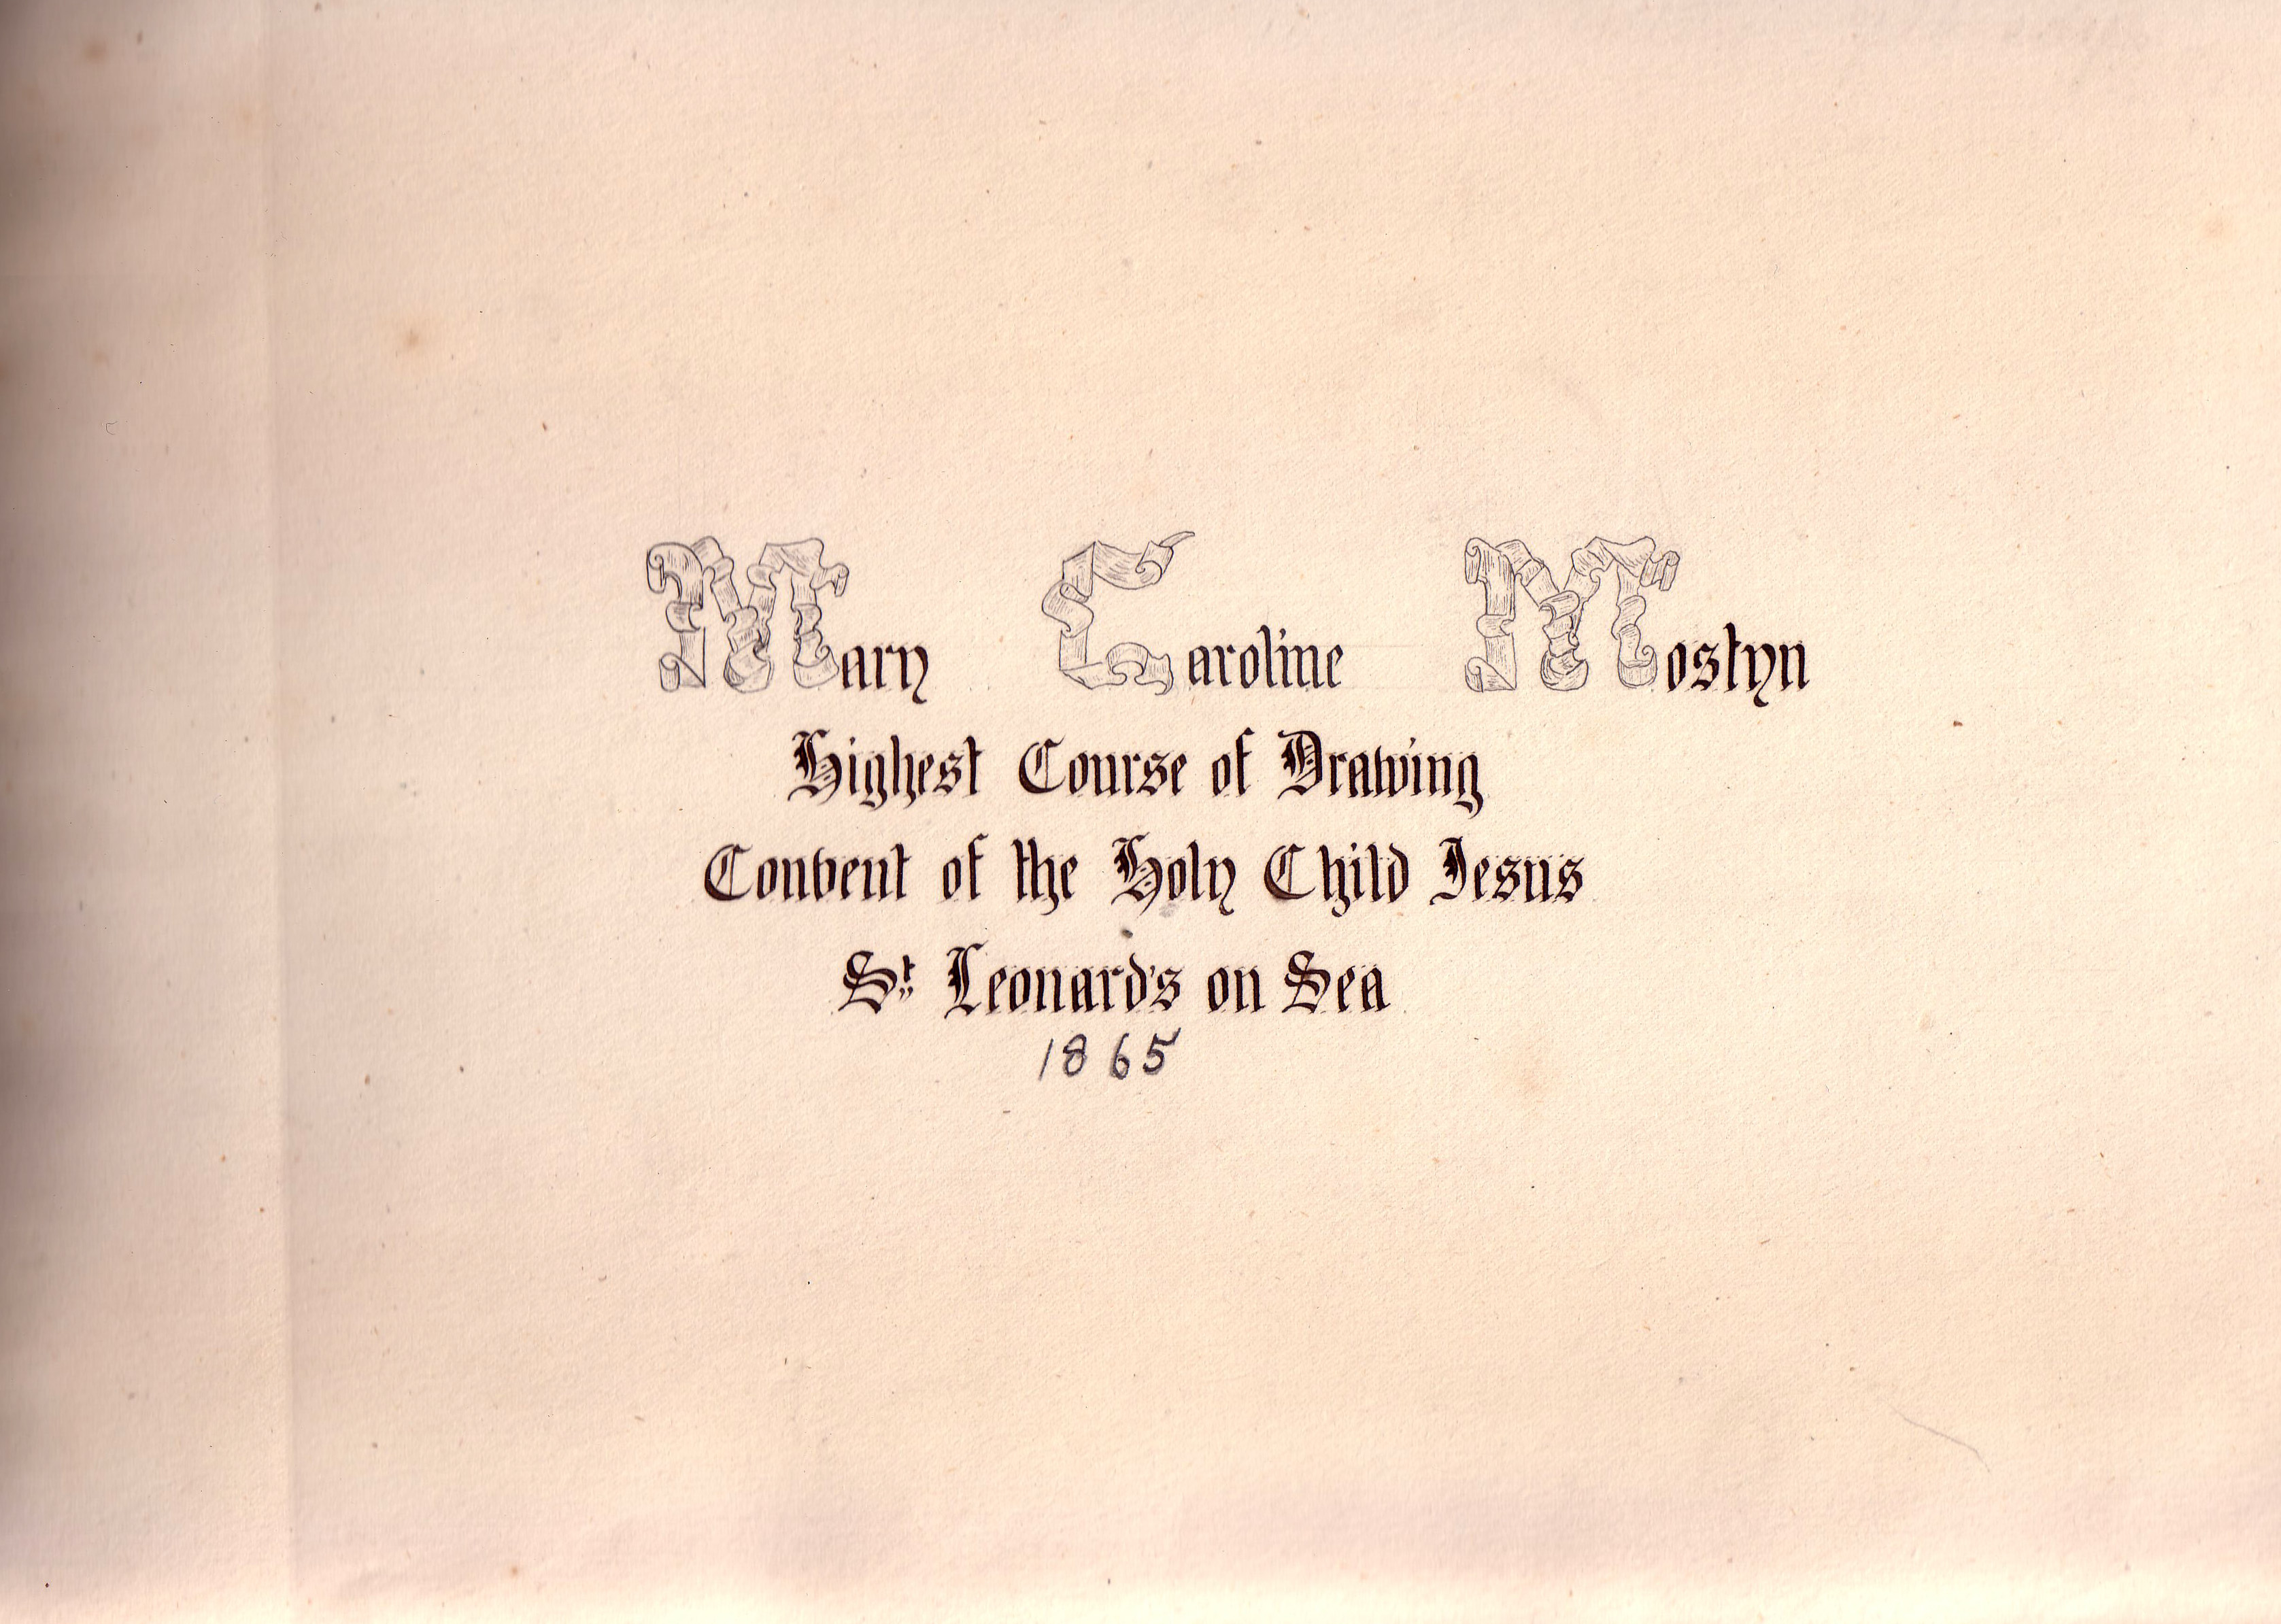 Mary Caroline Mostyn
Highest Course of Drawing
Convent of the Holy Child Jesus
St Leonard's on Sea
1865